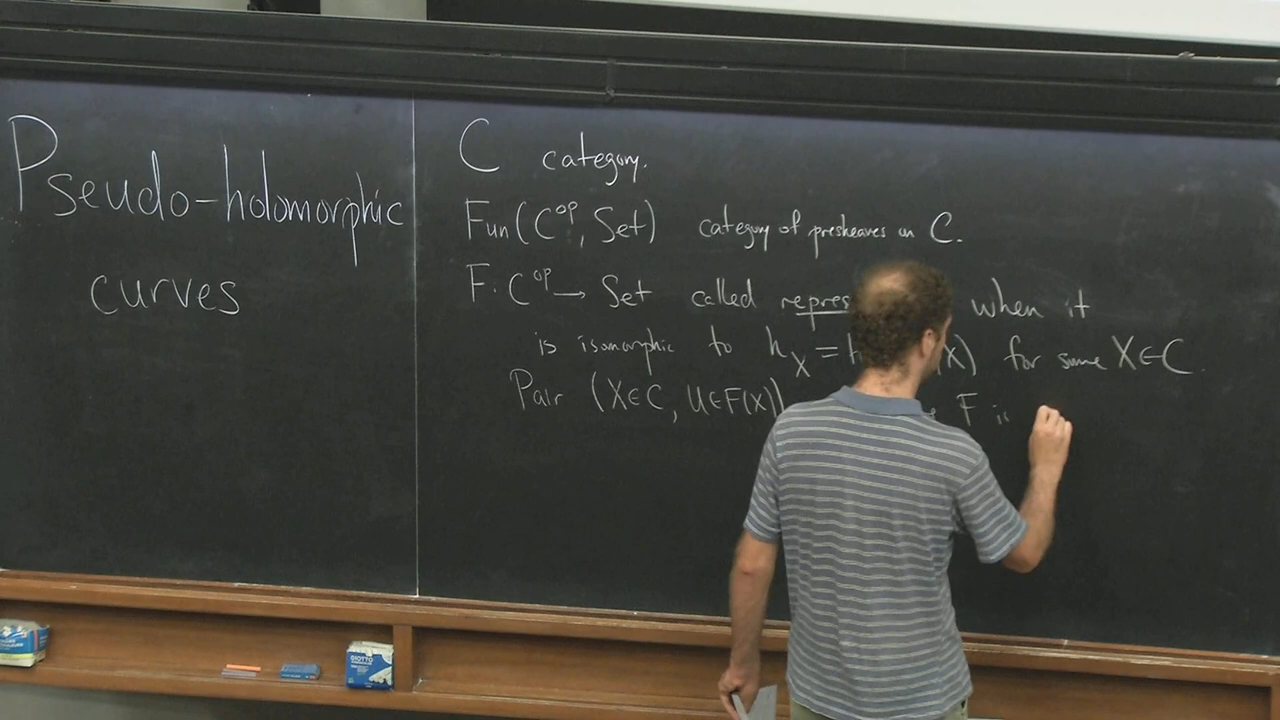 Pseudo-holomorphic
curves
C category.
Fun(C^op, Set) category of presheaves on C.
F: C^op → Set called repres when it
is isomorphic to h_X = h (X) for some X∈C.
Pair (X∈C, U∈F(X)) F is
GIOTTO